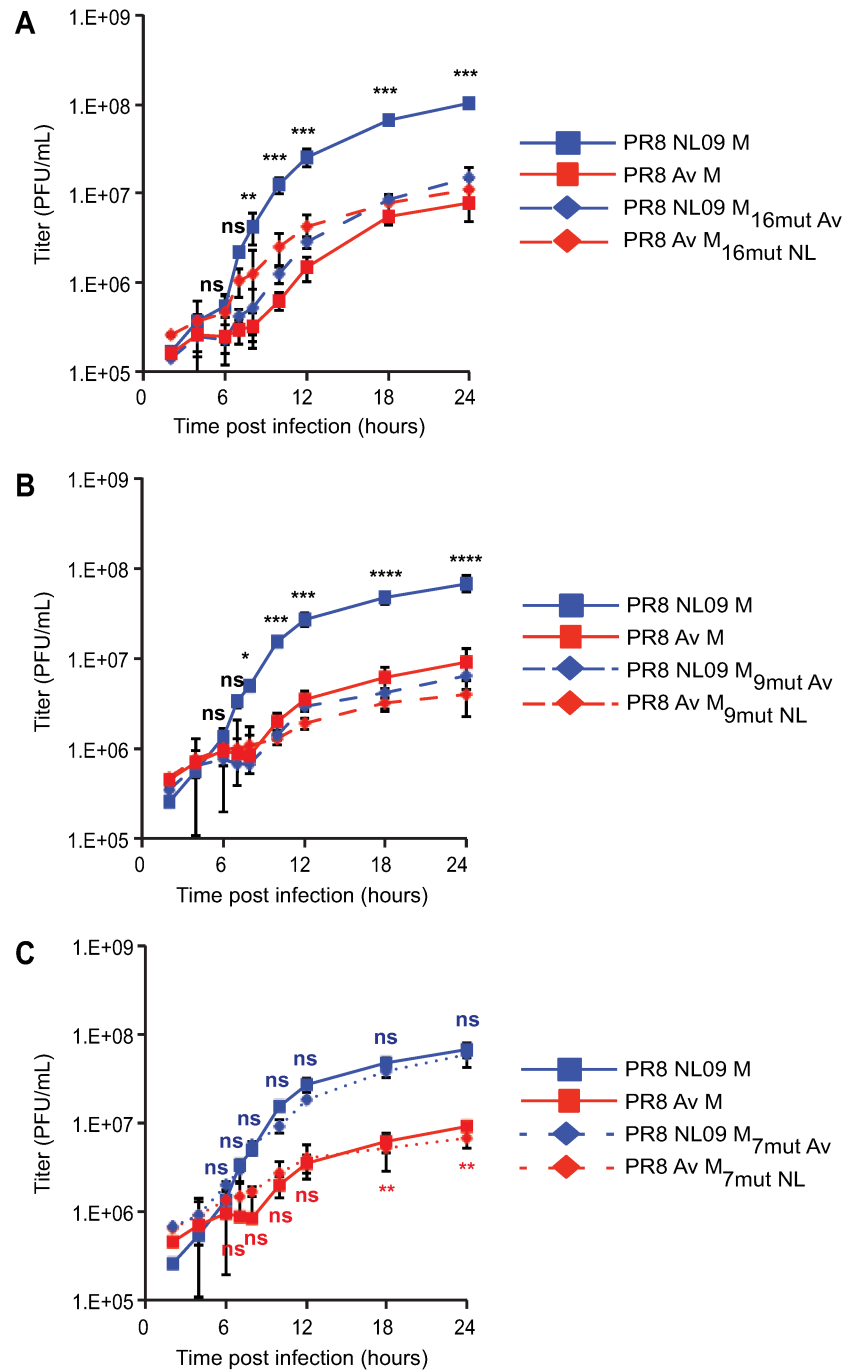 A
1.E+09
1.E+08
1.E+07
1.E+06
1.E+05
Titer (PFU/mL)
0 6 12 18 24
Time post infection (hours)
ns ns ** *** *** *** ***
PR8 NL09 M
PR8 Av M
PR8 NL09 M16mut Av
PR8 Av M16mut NL
B
1.E+09
1.E+08
1.E+07
1.E+06
1.E+05
Titer (PFU/mL)
0 6 12 18 24
Time post infection (hours)
ns ns * *** *** **** ****
PR8 NL09 M
PR8 Av M
PR8 NL09 M9mut Av
PR8 Av M9mut NL
C
1.E+09
1.E+08
1.E+07
1.E+06
1.E+05
Titer (PFU/mL)
0 6 12 18 24
Time post infection (hours)
ns ns ns ns ns ns ns
ns ns ns ns ** **
PR8 NL09 M
PR8 Av M
PR8 NL09 M7mut Av
PR8 Av M7mut NL